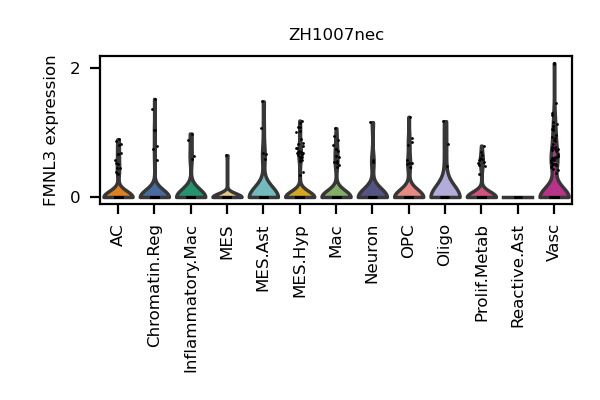 ZH1007nec
FMNL3 expression
2
0
AC
Chromatin.Reg
Inflammatory.Mac
MES
MES.Ast
MES.Hyp
Mac
Neuron
OPC
Oligo
Prolif.Metab
Reactive.Ast
Vasc